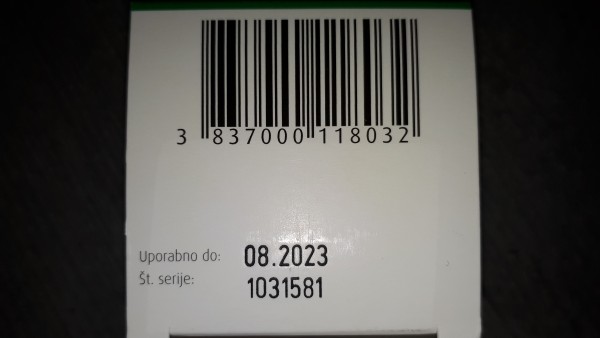 3 837000 118032
Uporabno do: 08.2023
Št. serije: 1031581